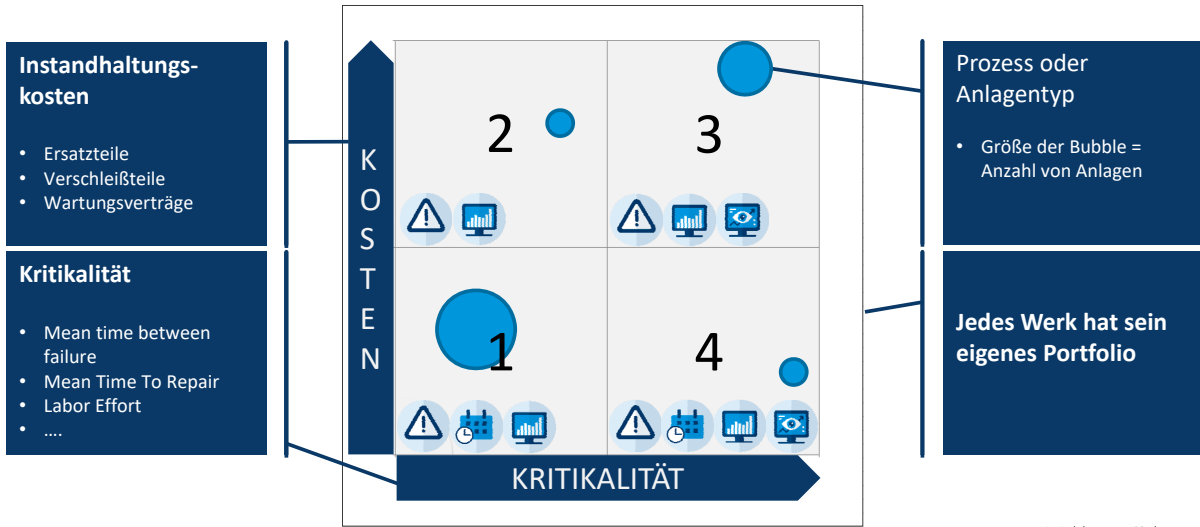 Instandhaltungs-
kosten
• Ersatzteile
• Verschleißteile
• Wartungsverträge
Kritikalität
• Mean time between
failure
• Mean Time To Repair
• Labor Effort
• ....
KOSTEN
2
3
1
4
KRITIKALITÄT
Prozess oder
Anlagentyp
• Größe der Bubble =
Anzahl von Anlagen
Jedes Werk hat sein
eigenes Portfolio